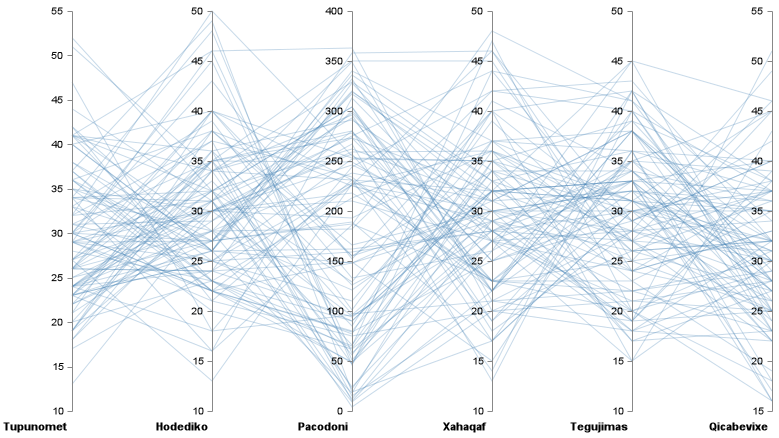 55 50 400 50 50 55
50 45 350 45 45 50
45 40 300 40 40 45
40 35 250 35 35 40
35 30 200 30 30 35
30 25 150 25 25 30
25 20 100 20 20 25
20 15 50 15 15 20
15
10 10 0 10 10 15
Tupunomet Hodediko Pacodoni Xahaqaf Tegujimas Qicabevixe